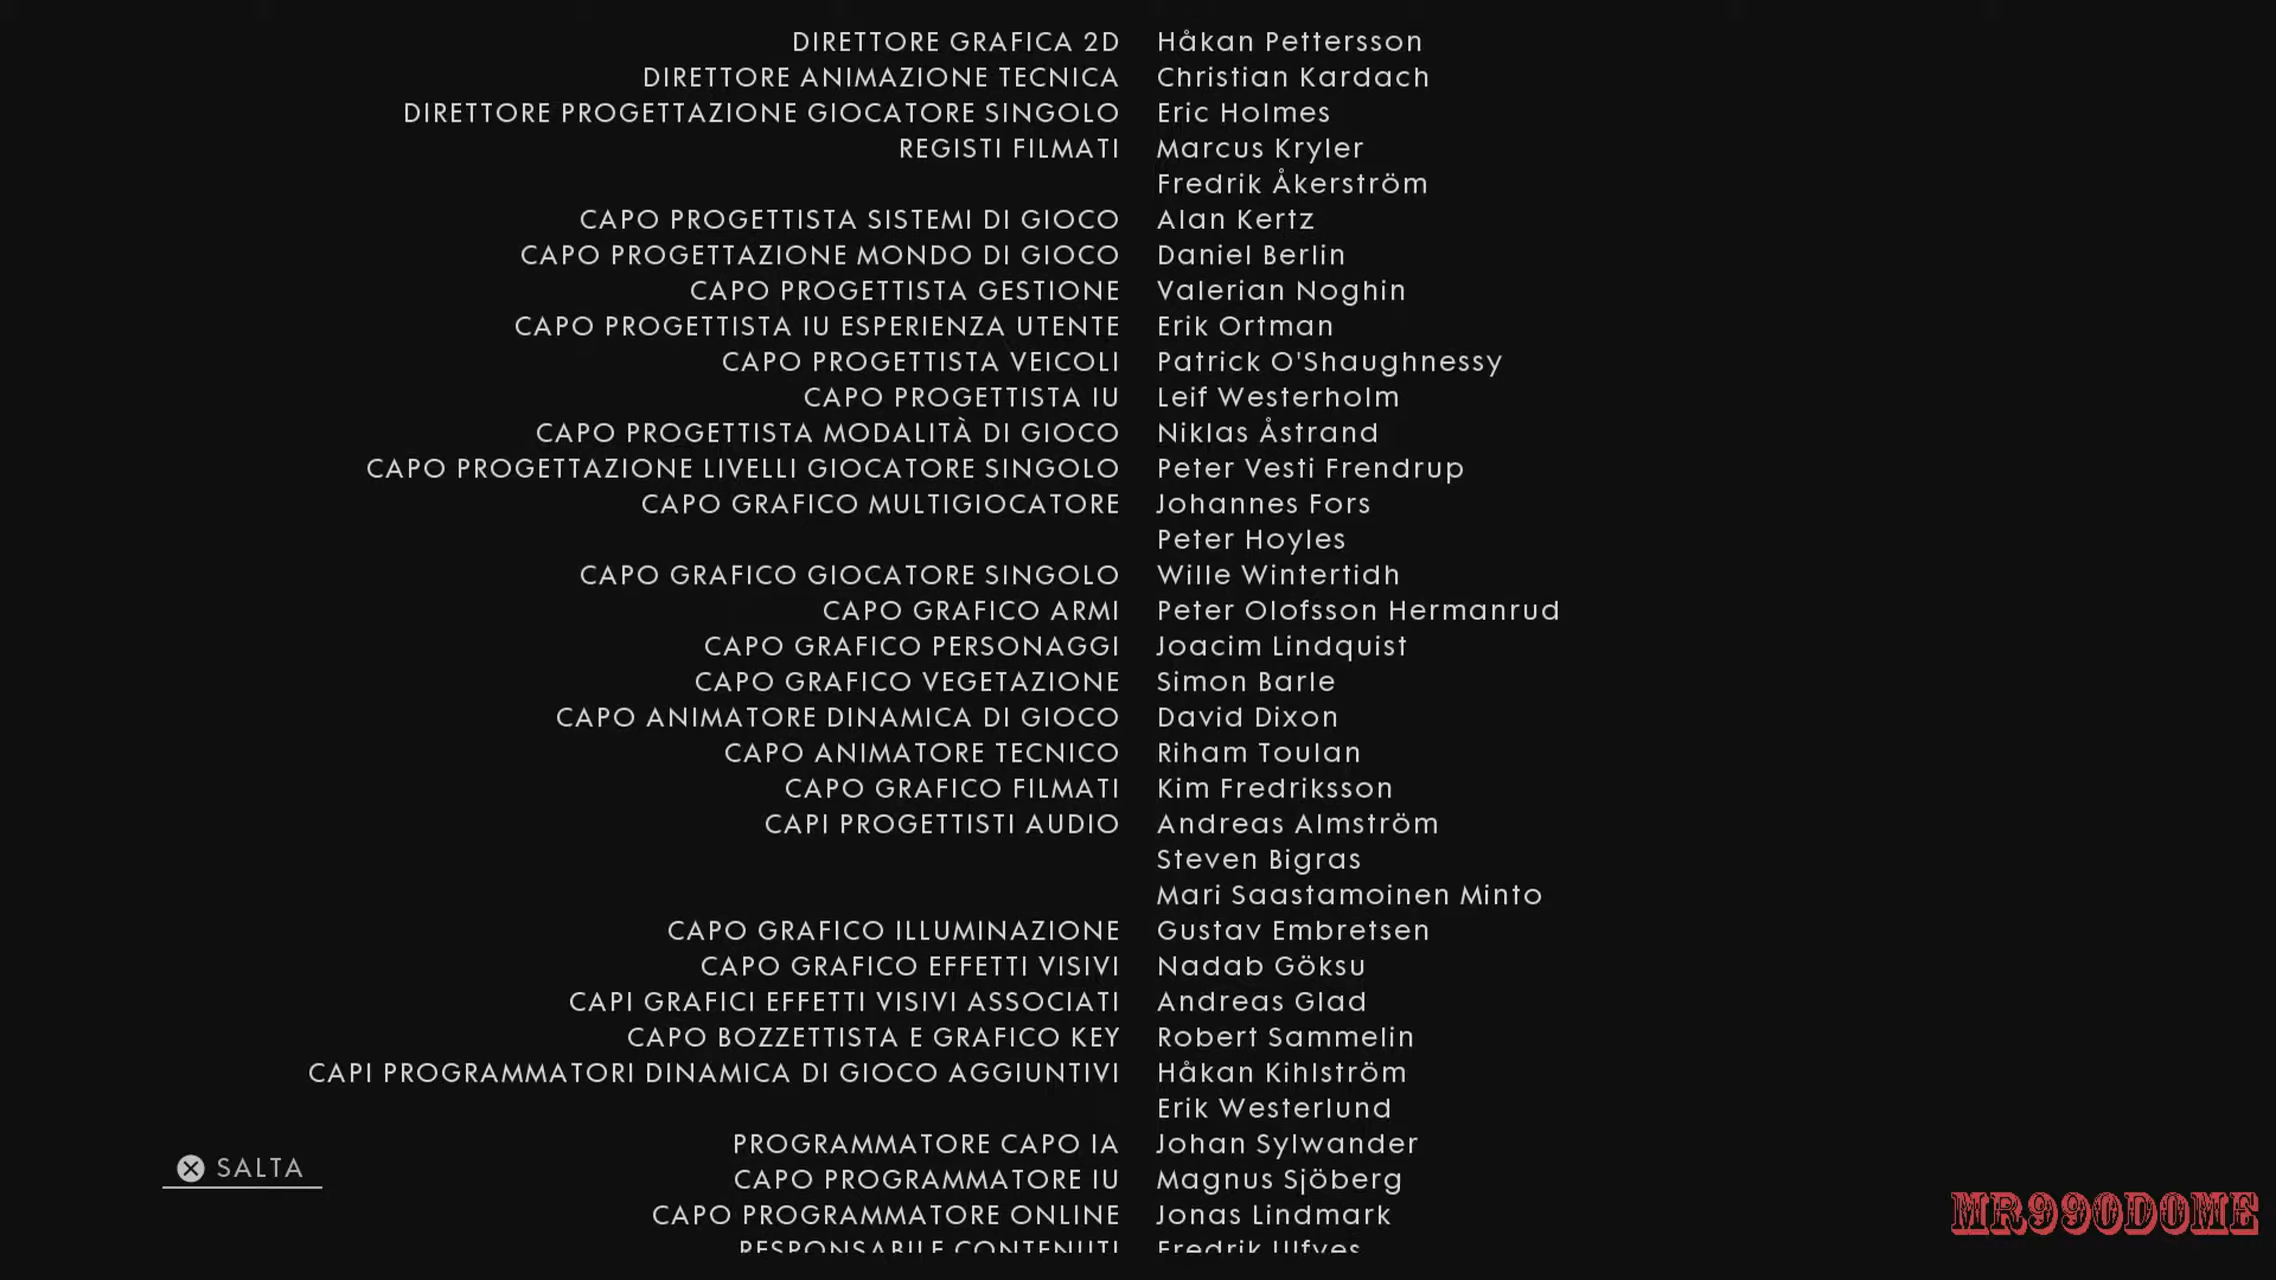 DIRETTORE GRAFICA 2D Håkan Pettersson
DIRETTORE ANIMAZIONE TECNICA Christian Kardach
DIRETTORE PROGETTAZIONE GIOCATORE SINGOLO Eric Holmes
REGISTI FILMATI Marcus Kryler
Fredrik Åkerström
CAPO PROGETTISTA SISTEMI DI GIOCO Alan Kertz
CAPO PROGETTAZIONE MONDO DI GIOCO Daniel Berlin
CAPO PROGETTISTA GESTIONE Valerian Noghin
CAPO PROGETTISTA IU ESPERIENZA UTENTE Erik Ortman
CAPO PROGETTISTA VEICOLI Patrick O'Shaughnessy
CAPO PROGETTISTA IU Leif Westerholm
CAPO PROGETTISTA MODALITÀ DI GIOCO Niklas Åstrand
CAPO PROGETTAZIONE LIVELLI GIOCATORE SINGOLO Peter Vesti Frendrup
CAPO GRAFICO MULTIGIOCATORE Johannes Fors
Peter Hoyles
CAPO GRAFICO GIOCATORE SINGOLO Wille Wintertidh
CAPO GRAFICO ARMI Peter Olofsson Hermanrud
CAPO GRAFICO PERSONAGGI Joacim Lindquist
CAPO GRAFICO VEGETAZIONE Simon Barle
CAPO ANIMATORE DINAMICA DI GIOCO David Dixon
CAPO ANIMATORE TECNICO Riham Toulan
CAPO GRAFICO FILMATI Kim Fredriksson
CAPI PROGETTISTI AUDIO Andreas Almström
Steven Bigras
Mari Saastamoinen Minto
CAPO GRAFICO ILLUMINAZIONE Gustav Embretsen
CAPO GRAFICO EFFETTI VISIVI Nadab Göksu
CAPI GRAFICI EFFETTI VISIVI ASSOCIATI Andreas Glad
CAPO BOZZETTISTA E GRAFICO KEY Robert Sammelin
CAPI PROGRAMMATORI DINAMICA DI GIOCO AGGIUNTIVI Håkan Kihlström
Erik Westerlund
PROGRAMMATORE CAPO IA Johan Sylwander
SALTA
CAPO PROGRAMMATORE IU Magnus Sjöberg
CAPO PROGRAMMATORE ONLINE Jonas Lindmark
MR990DOME
RESPONSABILE CONTENUTI Fredrik Ulfves